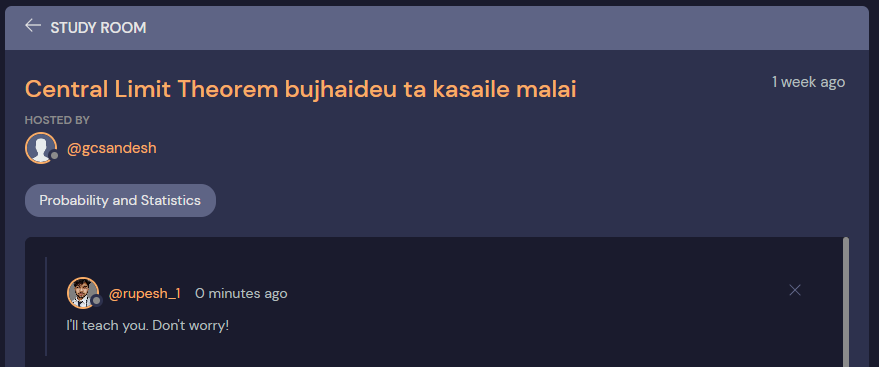 STUDY ROOM
Central Limit Theorem bujhaideu ta kasaile malai
1 week ago
HOSTED BY
@gcsandesh
Probability and Statistics
@rupesh_1 0 minutes ago
I'll teach you. Don't worry!